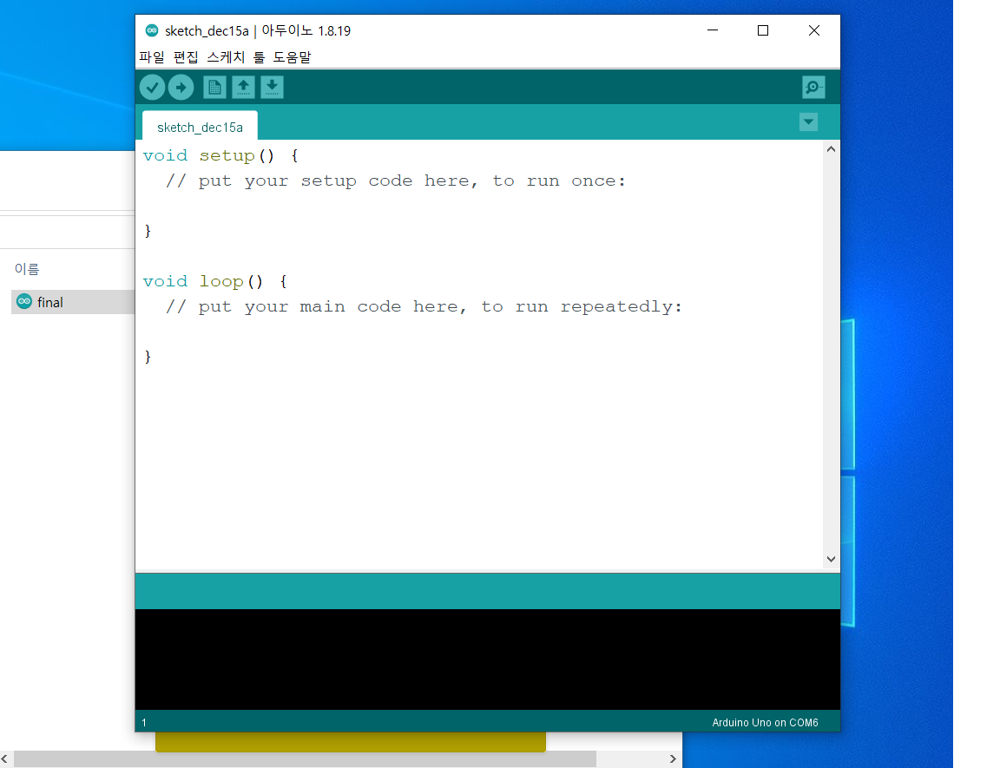 sketch_dec15a | 아두이노 1.8.19
파일 편집 스케치 툴 도움말
sketch_dec15a
void setup() {
  // put your setup code here, to run once:
}
void loop() {
  // put your main code here, to run repeatedly:
}
이름
final
1
Arduino Uno on COM6